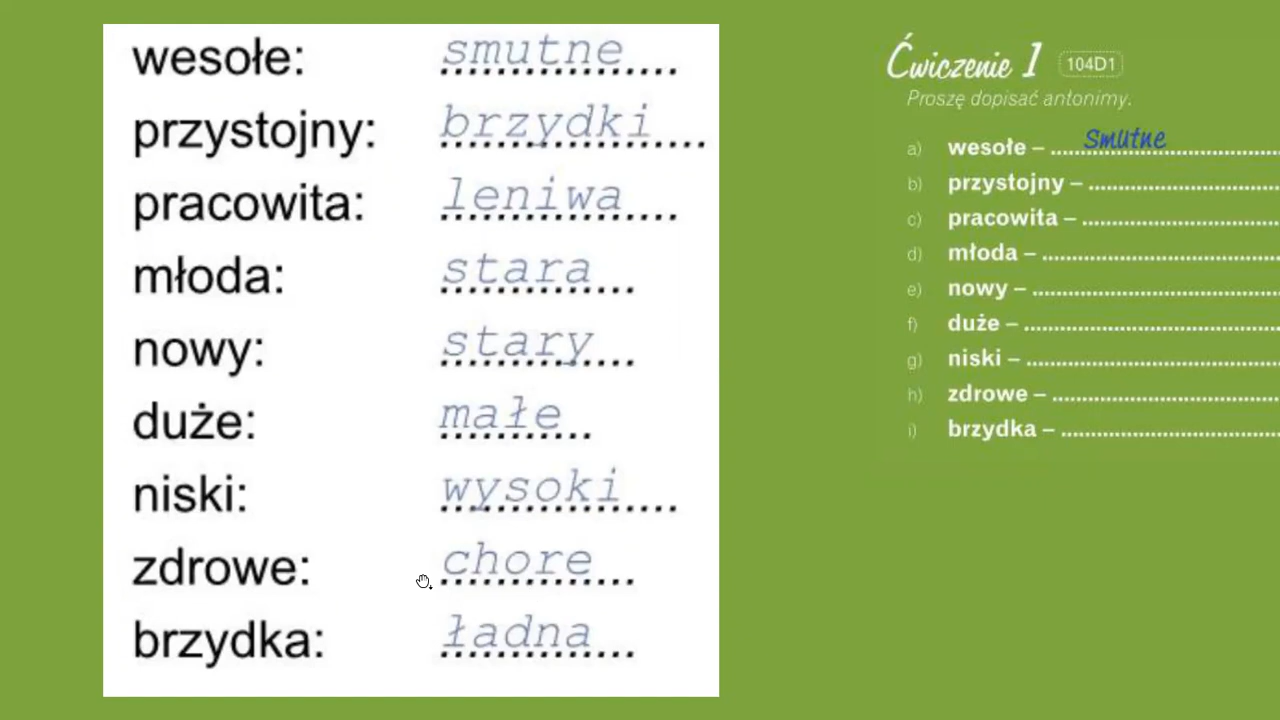 wesołe: smutne
przystojny: brzydki
pracowita: leniwa
młoda: stara
nowy: stary
duże: małe
niski: wysoki
zdrowe: chore
brzydka: ładna
Ćwiczenie 1 104D1
Proszę dopisać antonimy.
a) wesołe – Smutne
b) przystojny –
c) pracowita –
d) młoda –
e) nowy –
f) duże –
g) niski –
h) zdrowe –
i) brzydka –